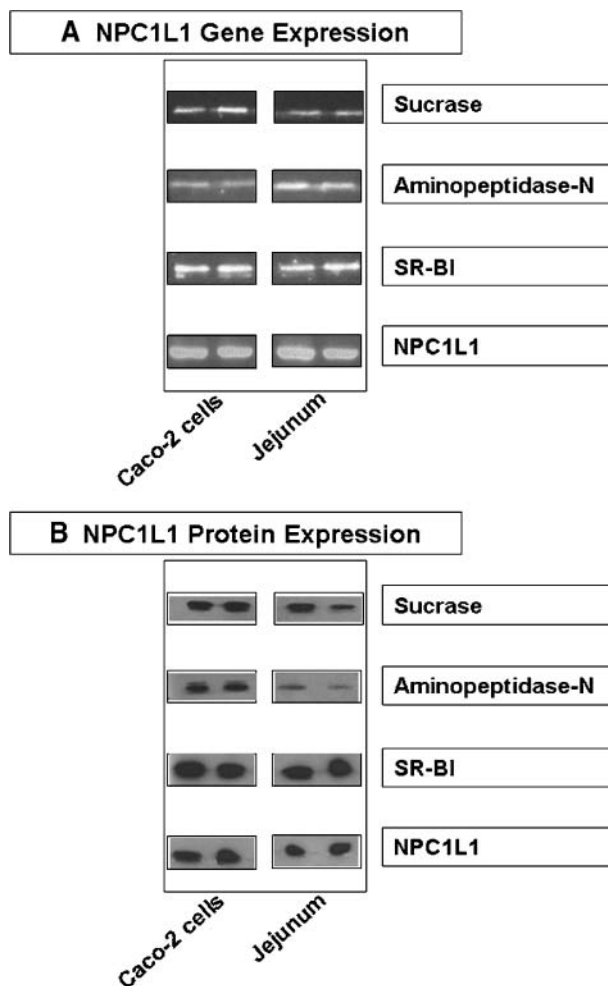 A NPC1L1 Gene Expression
Sucrase
Aminopeptidase-N
SR-BI
NPC1L1
Caco-2 cells
Jejunum
B NPC1L1 Protein Expression
Sucrase
Aminopeptidase-N
SR-BI
NPC1L1
Caco-2 cells
Jejunum